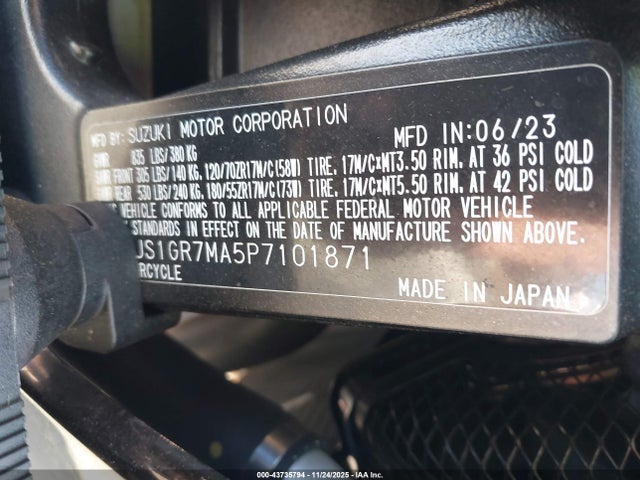 MFD BY: SUZUKI MOTOR CORPORATION
MFD IN: 06/23
GVWR 835 LBS/380 KG
GAWR FRONT 305 LBS/140 KG, 120/70ZR17M/C(58W) TIRE, 17M/C×MT3.50 RIM, AT 36 PSI COLD
GAWR REAR 530 LBS/240 KG, 180/55ZR17M/C(73W) TIRE, 17M/C×MT5.50 RIM, AT 42 PSI COLD
VEHICLE CONFORMS TO ALL APPLICABLE FEDERAL MOTOR VEHICLE
STANDARDS IN EFFECT ON THE DATE OF MANUFACTURE SHOWN ABOVE.
JS1GR7MA5P7101871
RCYCLE
MADE IN JAPAN
000-43735794 - 11/24/2025 - IAA Inc.